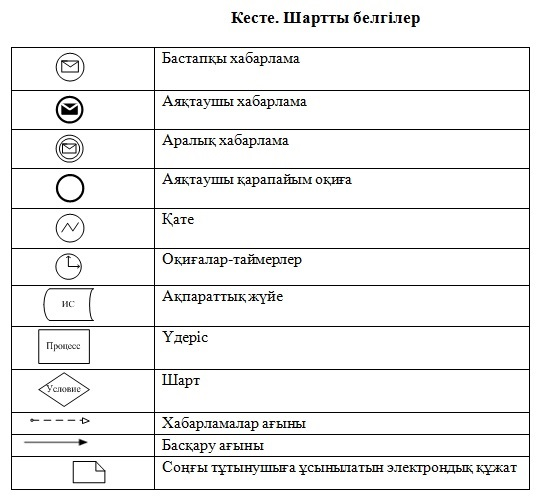 Кесте. Шартты белгілер
Бастапқы хабарлама
Аяқтаушы хабарлама
Аралық хабарлама
Аяқтаушы қарапайым оқиға
Қате
Оқиғалар-таймерлер
ИС
Ақпараттық жүйе
Процесс
Үдеріс
Условие
Шарт
Хабарламалар ағыны
Басқару ағыны
Соңғы тұтынушыға ұсынылатын электрондық құжат